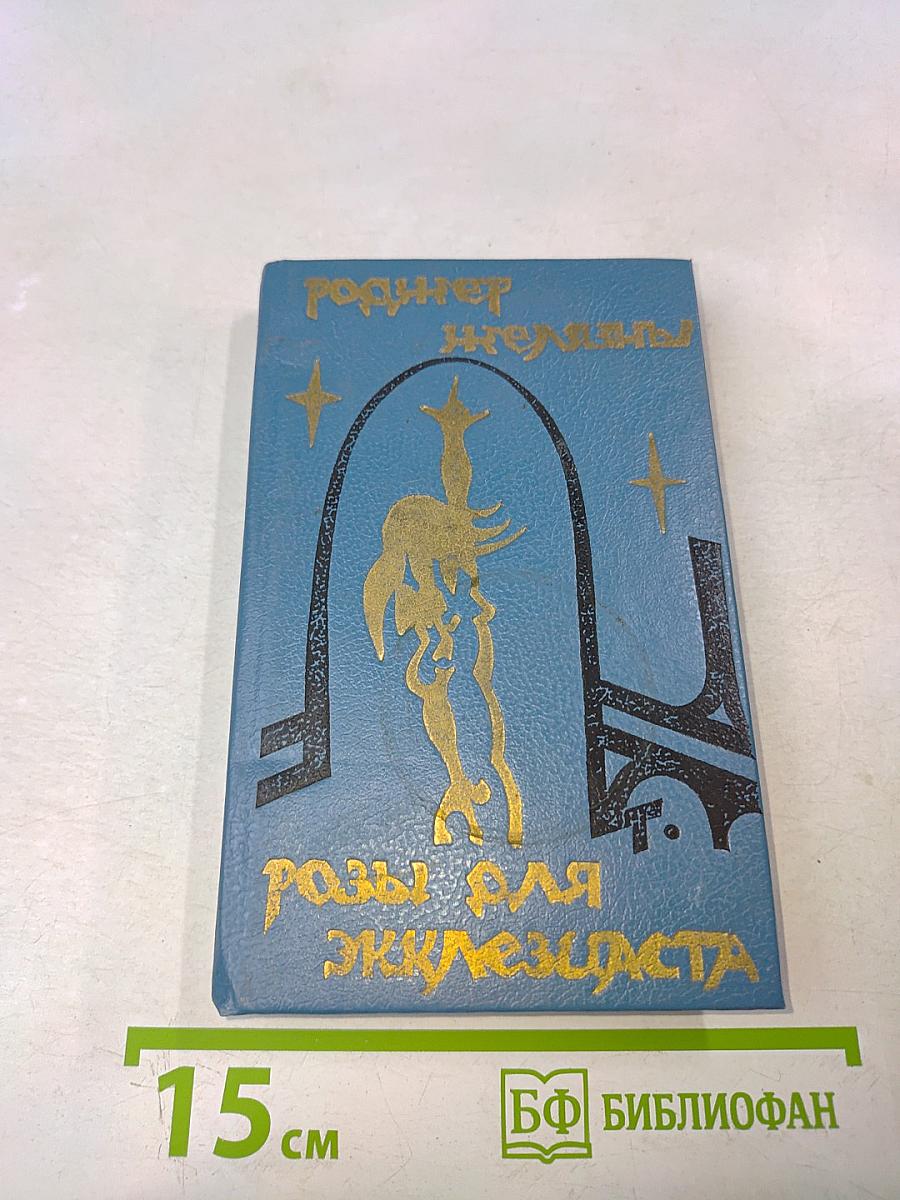 Роджер
Желязны
Розы для
Экклезиаста
15 см
БФ БИБЛИОФАН